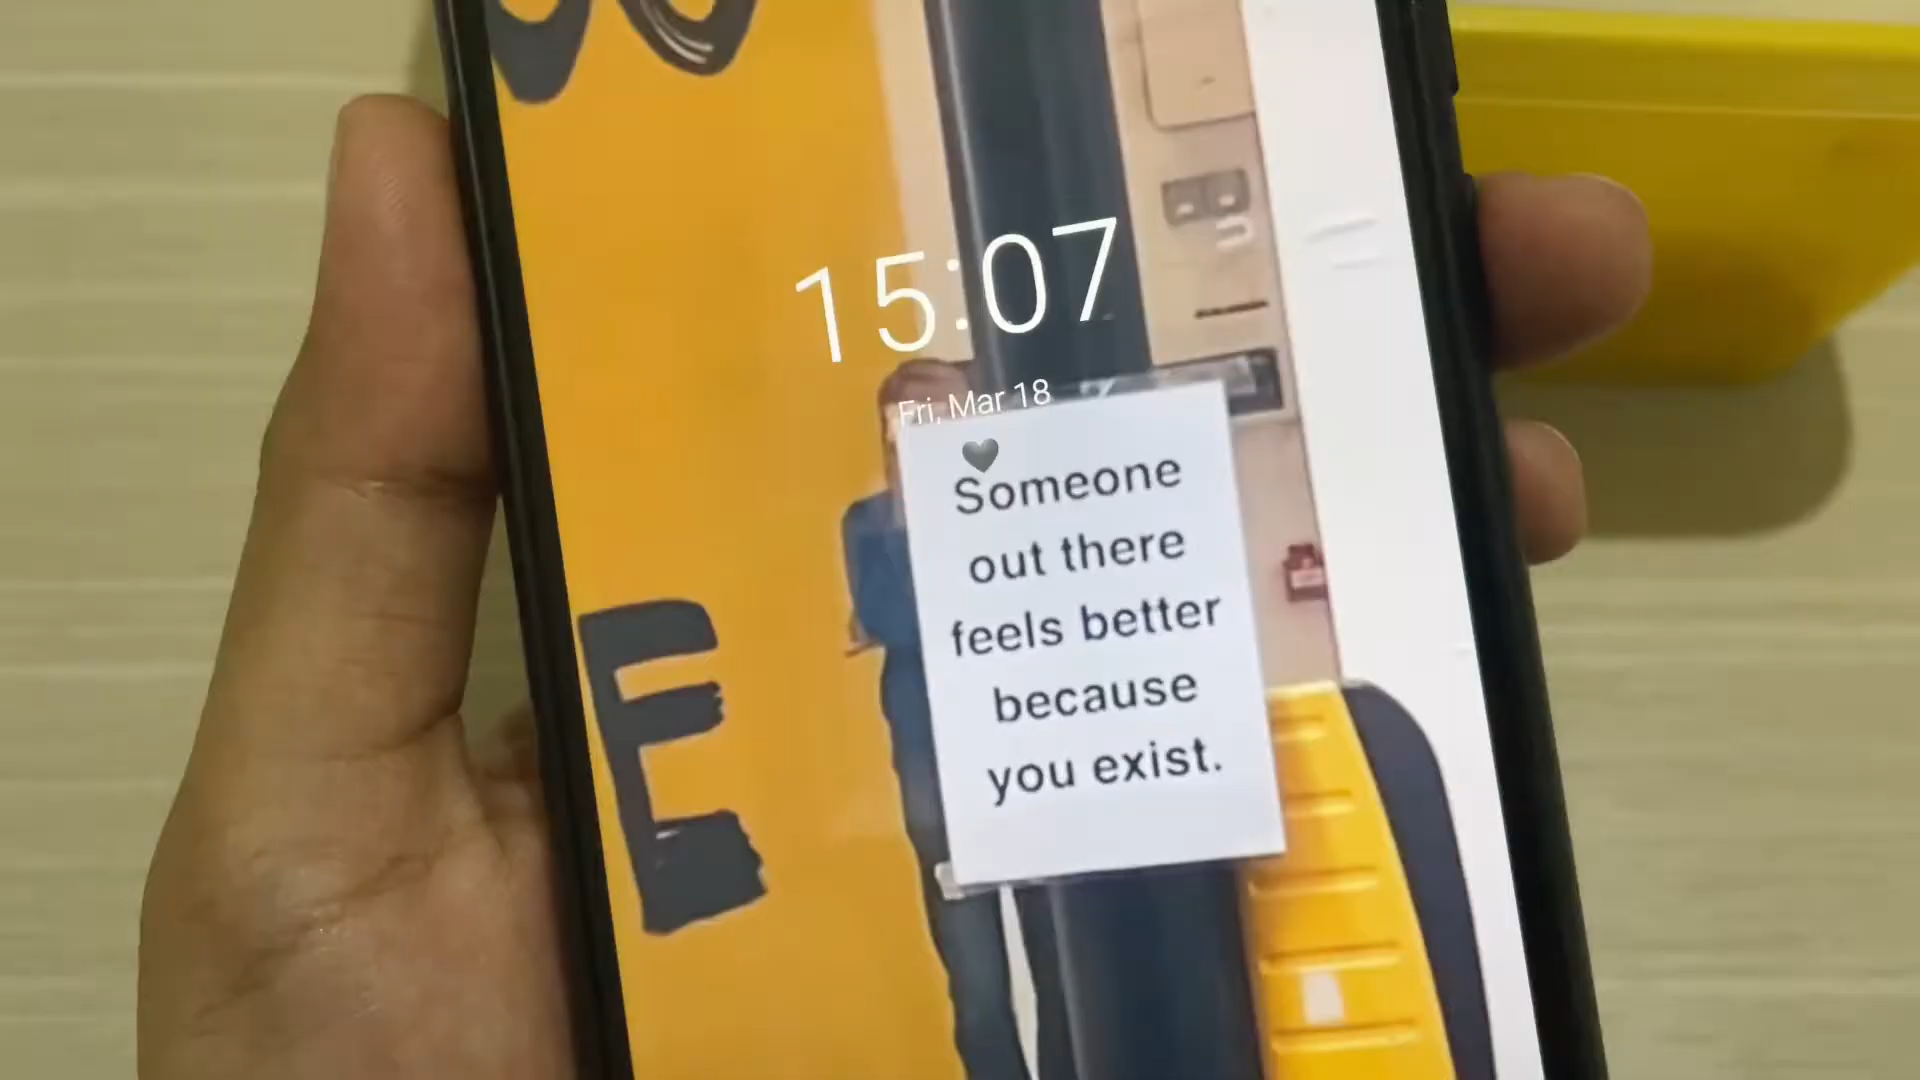 15:07
Fri, Mar 18
Someone
out there
feels better
because
you exist.
E